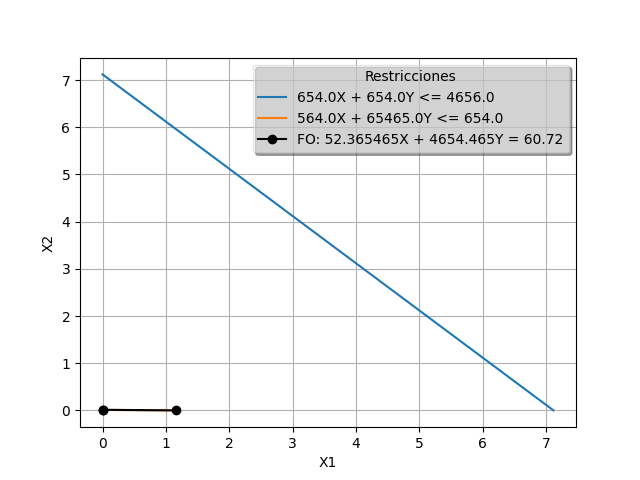 Restricciones
654.0X + 654.0Y <= 4656.0
564.0X + 65465.0Y <= 654.0
FO: 52.365465X + 4654.465Y = 60.72
7
6
5
4
3
2
1
0
X2
0 1 2 3 4 5 6 7
X1